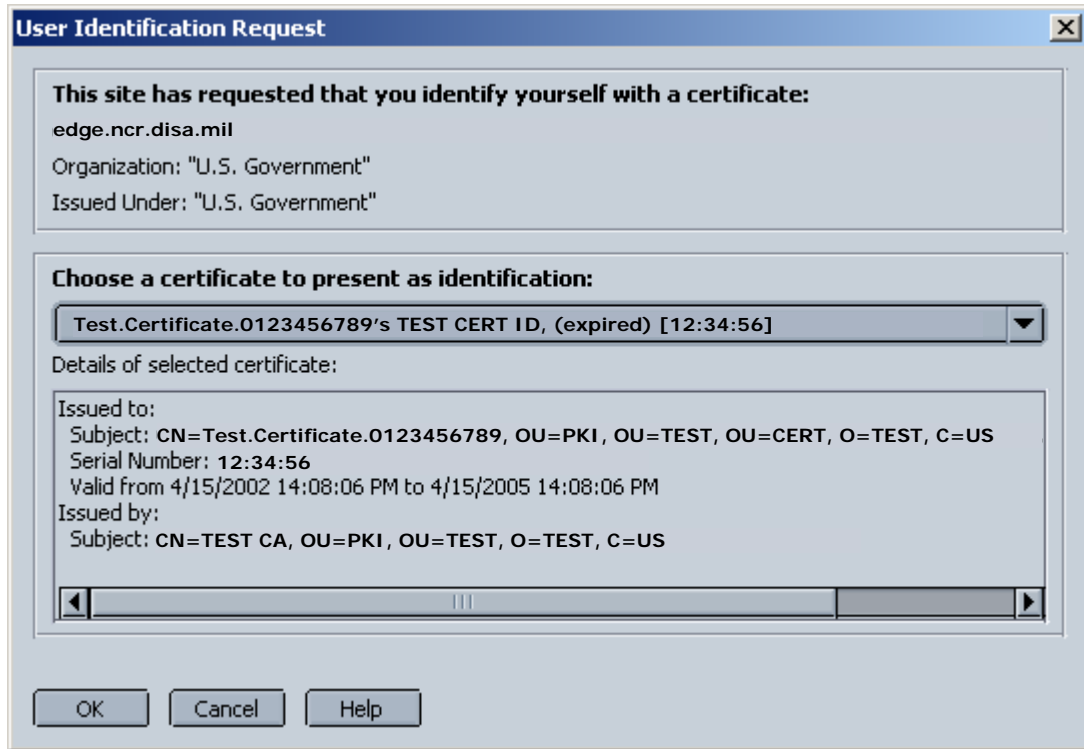 User Identification Request
This site has requested that you identify yourself with a certificate:
edge.ncr.disa.mil
Organization: "U.S. Government"
Issued Under: "U.S. Government"
Choose a certificate to present as identification:
Test.Certificate.0123456789’s TEST CERT ID, (expired) [12:34:56]
Details of selected certificate:
Issued to:
Subject: CN=Test.Certificate.0123456789, OU=PKI, OU=TEST, OU=CERT, O=TEST, C=US
Serial Number: 12:34:56
Valid from 4/15/2002 14:08:06 PM to 4/15/2005 14:08:06 PM
Issued by:
Subject: CN=TEST CA, OU=PKI, OU=TEST, O=TEST, C=US
OK Cancel Help